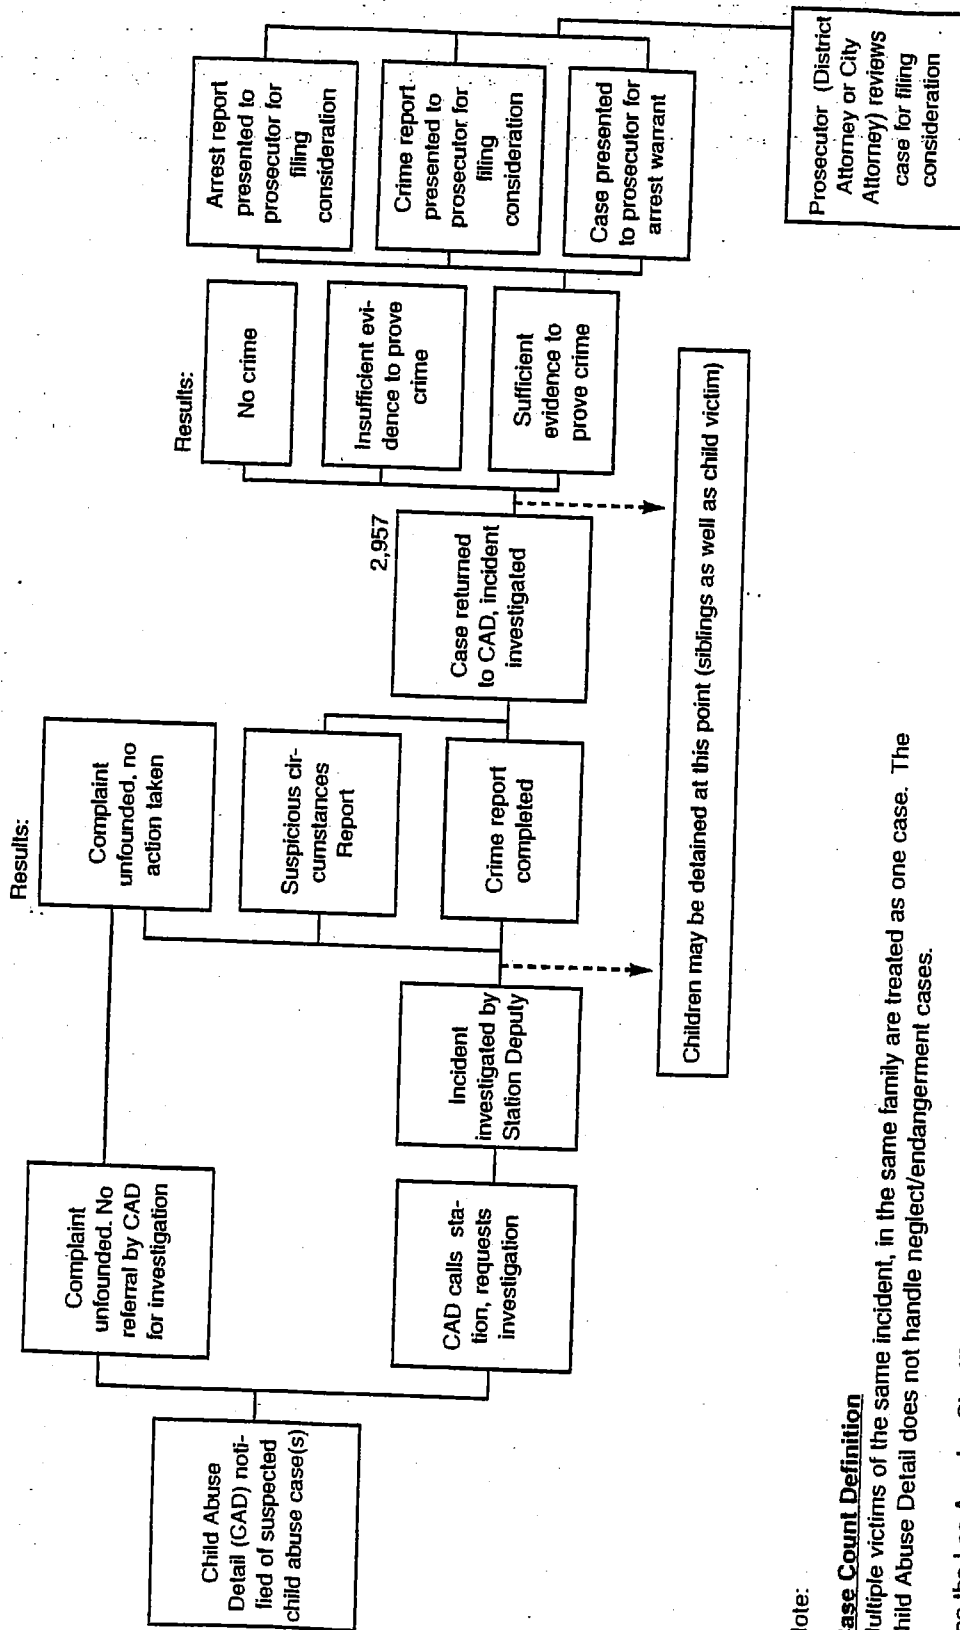 Child Abuse
Detail (CAD) noti-
fied of suspected
child abuse case(s)
Complaint
unfounded. No
referral by CAD
for investigation
CAD calls sta-
tion, requests
investigation
Incident
investigated by
Station Deputy
Results:
Complaint
unfounded, no
action taken
Suspicious cir-
cumstances
Report
Crime report
completed
2,957
Case returned
to CAD, incident
investigated
Children may be detained at this point (siblings as well as child victim)
Results:
No crime
Insufficient evi-
dence to prove
crime
Sufficient
evidence to
prove crime
Arrest report
presented to
prosecutor for
filing
consideration
Crime report
presented to
prosecutor for
filing
consideration
Case presented
to prosecutor for
arrest warrant
Prosecutor (District
Attorney or City
Attorney) reviews
case for filing
consideration
ote:
ase Count Definition
ultiple victims of the same incident, in the same family are treated as one case. The
hild Abuse Detail does not handle neglect/endangerment cases.